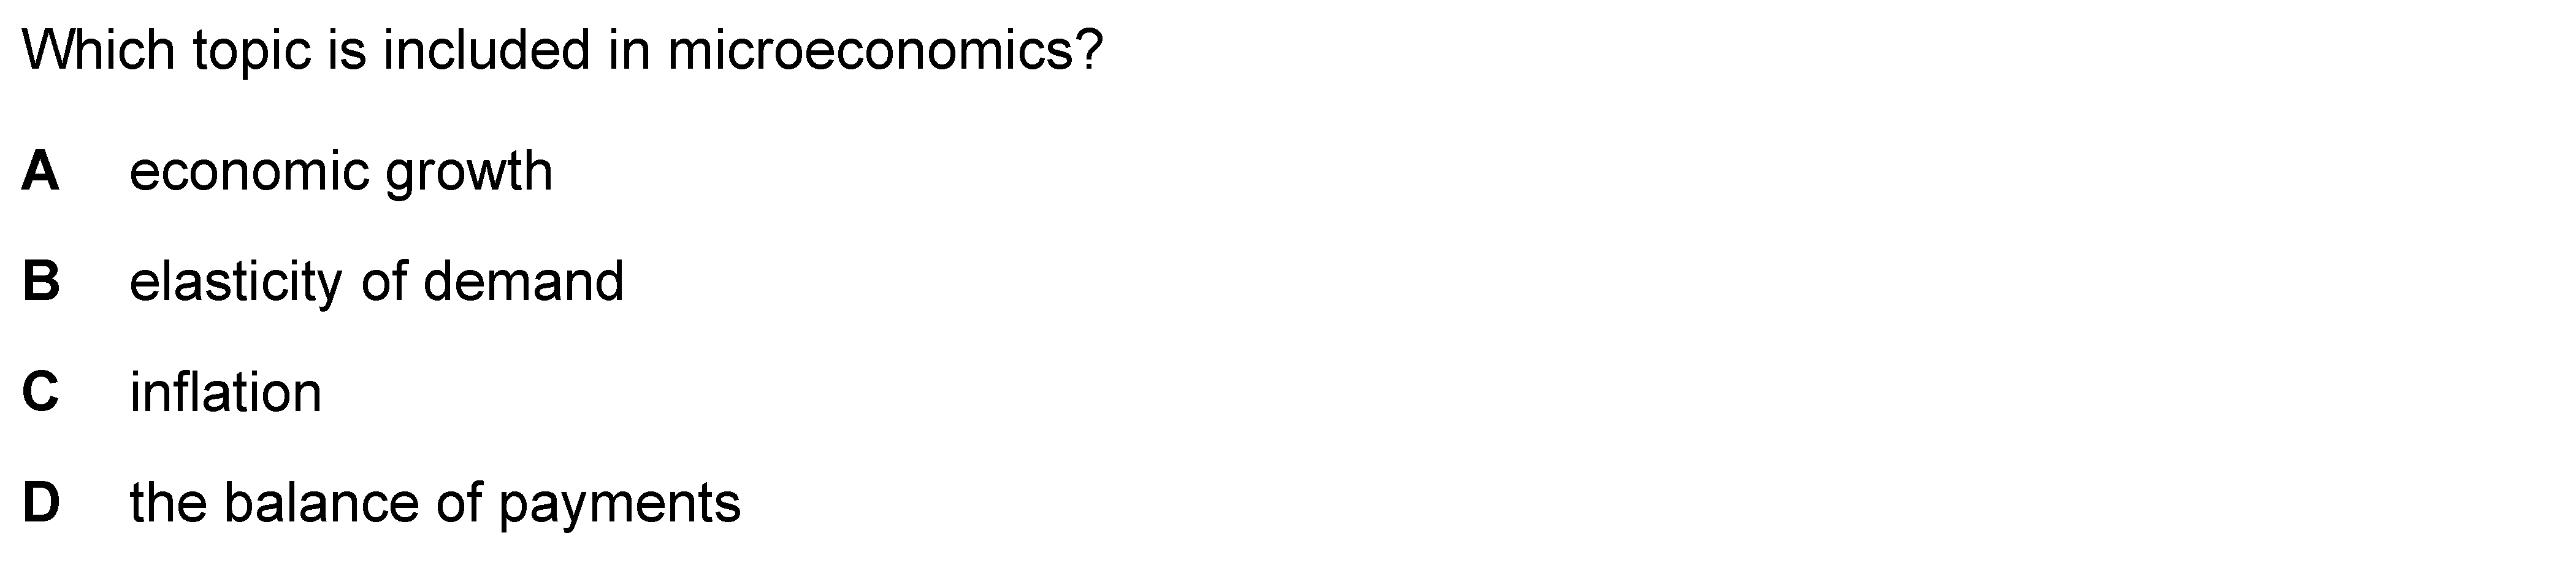 Which topic is included in microeconomics?
A economic growth
B elasticity of demand
C inflation
D the balance of payments